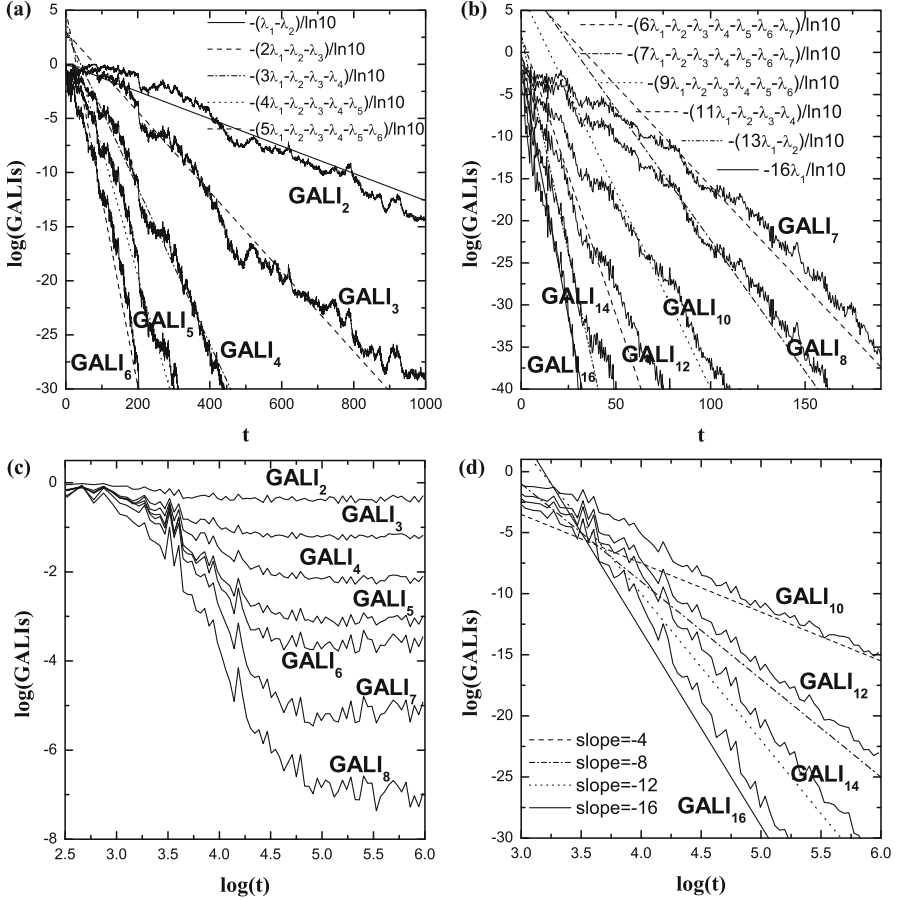 (a)
-(λ₁-λ₂)/ln10
-(2λ₁-λ₂-λ₃)/ln10
-(3λ₁-λ₂-λ₃-λ₄)/ln10
-(4λ₁-λ₂-λ₃-λ₄-λ₅)/ln10
-(5λ₁-λ₂-λ₃-λ₄-λ₅-λ₆)/ln10
5
0
-5
-10
-15
-20
-25
-30
log(GALIs)
GALI₂
GALI₃
GALI₄
GALI₅
GALI₆
0 200 400 600 800 1000
t
(b)
-(6λ₁-λ₂-λ₃-λ₄-λ₅-λ₆-λ₇)/ln10
-(7λ₁-λ₂-λ₃-λ₄-λ₅-λ₆-λ₇)/ln10
-(9λ₁-λ₂-λ₃-λ₄-λ₅-λ₆)/ln10
-(11λ₁-λ₂-λ₃-λ₄)/ln10
-(13λ₁-λ₂)/ln10
-16λ₁/ln10
5
0
-5
-10
-15
-20
-25
-30
-35
-40
log(GALIs)
GALI₇
GALI₁₄
GALI₁₀
GALI₈
GALI₁₂
GALI₁₆
0 50 100 150
t
(c)
0
-2
-4
-6
-8
log(GALIs)
GALI₂
GALI₃
GALI₄
GALI₅
GALI₆
GALI₇
GALI₈
2.5 3.0 3.5 4.0 4.5 5.0 5.5 6.0
log(t)
(d)
0
-5
-10
-15
-20
-25
-30
log(GALIs)
GALI₁₀
GALI₁₂
GALI₁₄
GALI₁₆
slope=-4
slope=-8
slope=-12
slope=-16
3.0 3.5 4.0 4.5 5.0 5.5 6.0
log(t)